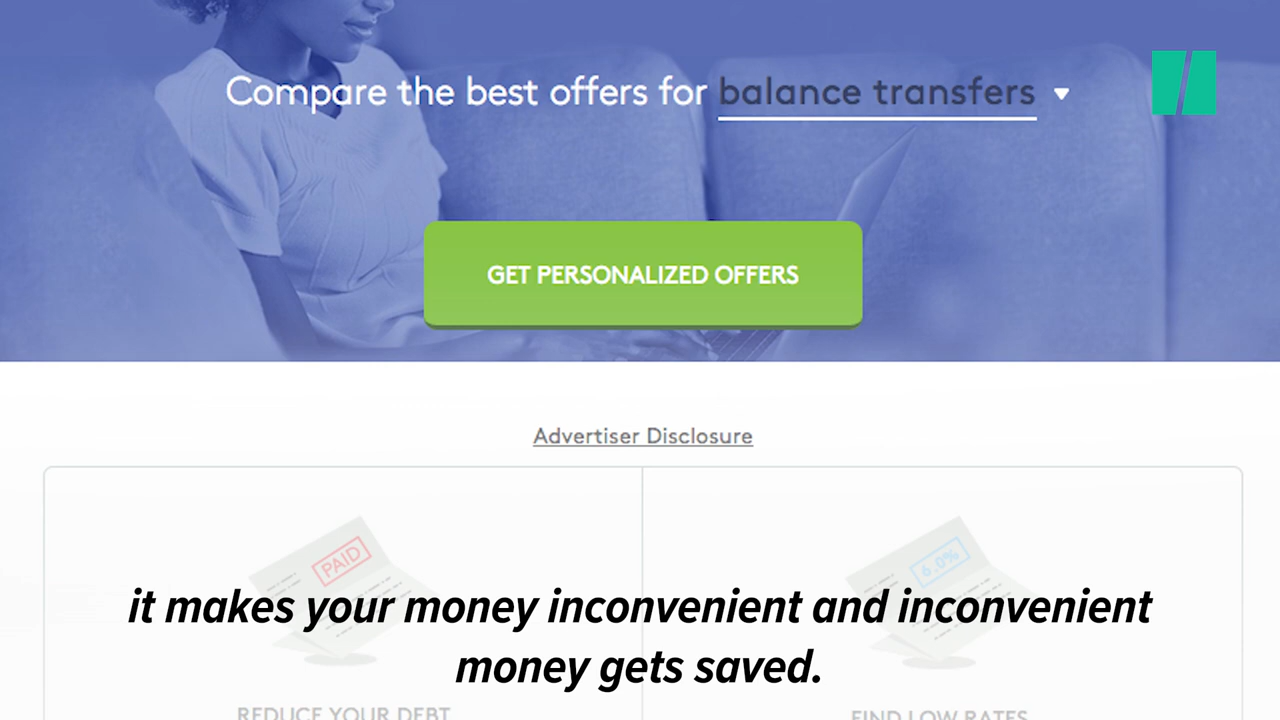 Compare the best offers for balance transfers
GET PERSONALIZED OFFERS
Advertiser Disclosure
PAID
6.0%
it makes your money inconvenient and inconvenient
money gets saved.
REDUCE YOUR DEBT
FIND LOW RATES